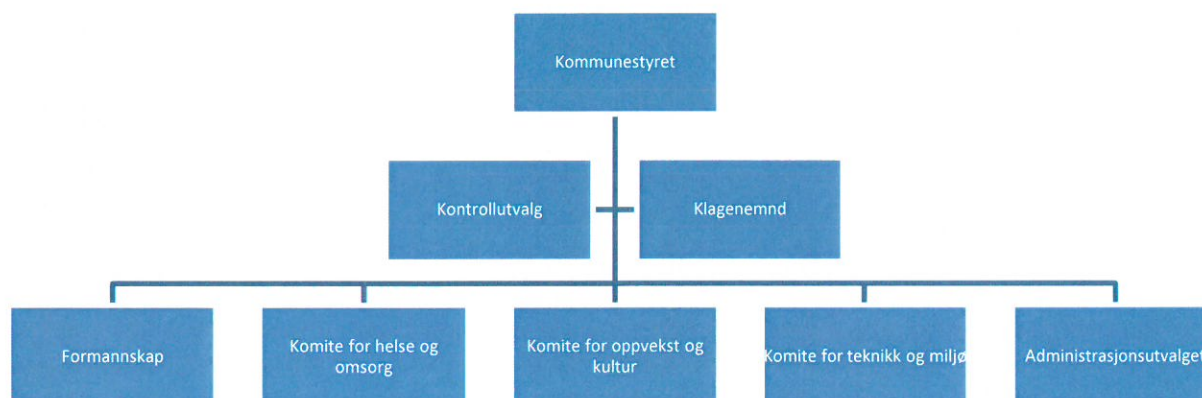 Kommunestyret
Kontrollutvalg
Klagenemnd
Formannskap
Komite for helse og
omsorg
Komite for oppvekst og
kultur
Komite for teknikk og miljø
Administrasjonsutvalget